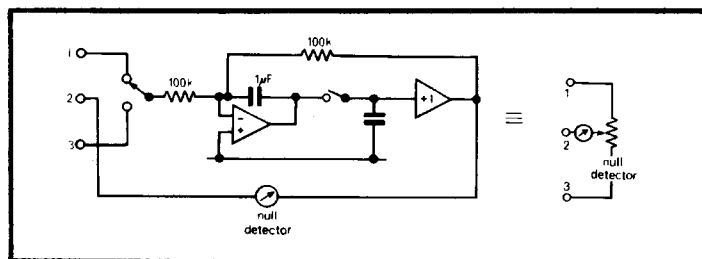 100k
1
100k
1μF
2
3
-
+
+1
null
detector
≡
1
2
null
detector
3